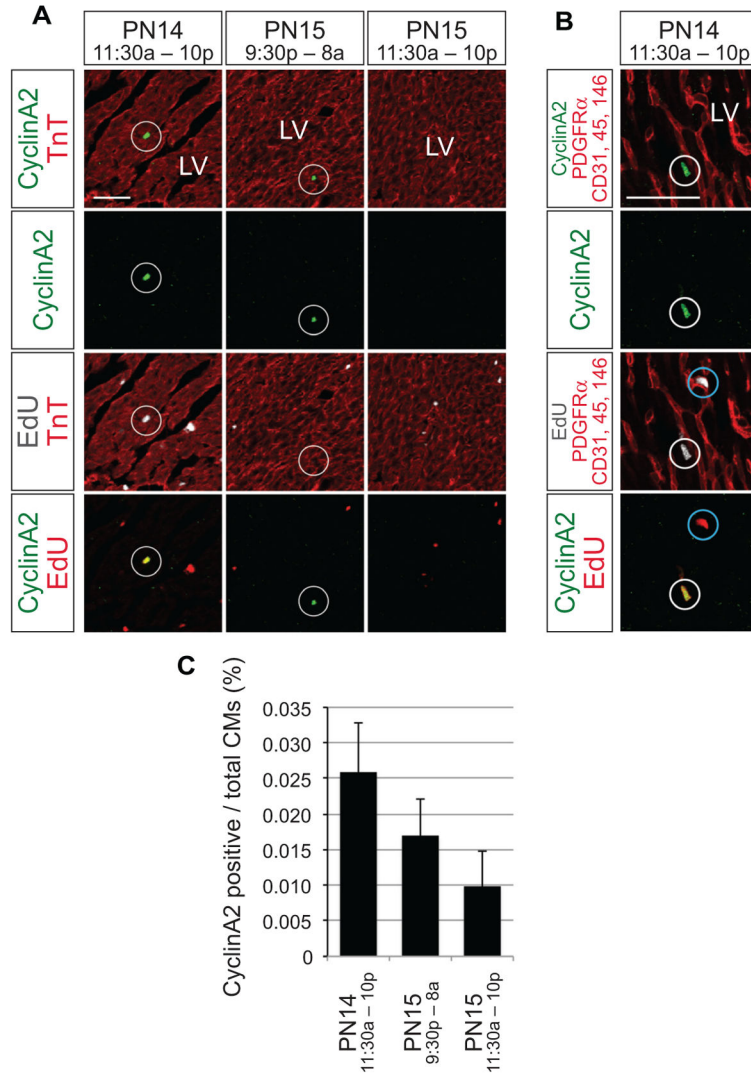 A
PN14
11:30a – 10p
PN15
9:30p – 8a
PN15
11:30a – 10p
CyclinA2
TnT
LV
LV
LV
CyclinA2
EdU
TnT
CyclinA2
EdU
B
PN14
11:30a – 10p
CyclinA2
PDGFRα
CD31, 45, 146
LV
CyclinA2
EdU
PDGFRα
CD31, 45, 146
CyclinA2
EdU
C
CyclinA2 positive / total CMs (%)
0.035
0.030
0.025
0.020
0.015
0.010
0.005
0
PN14
11:30a – 10p
PN15
9:30p – 8a
PN15
11:30a – 10p